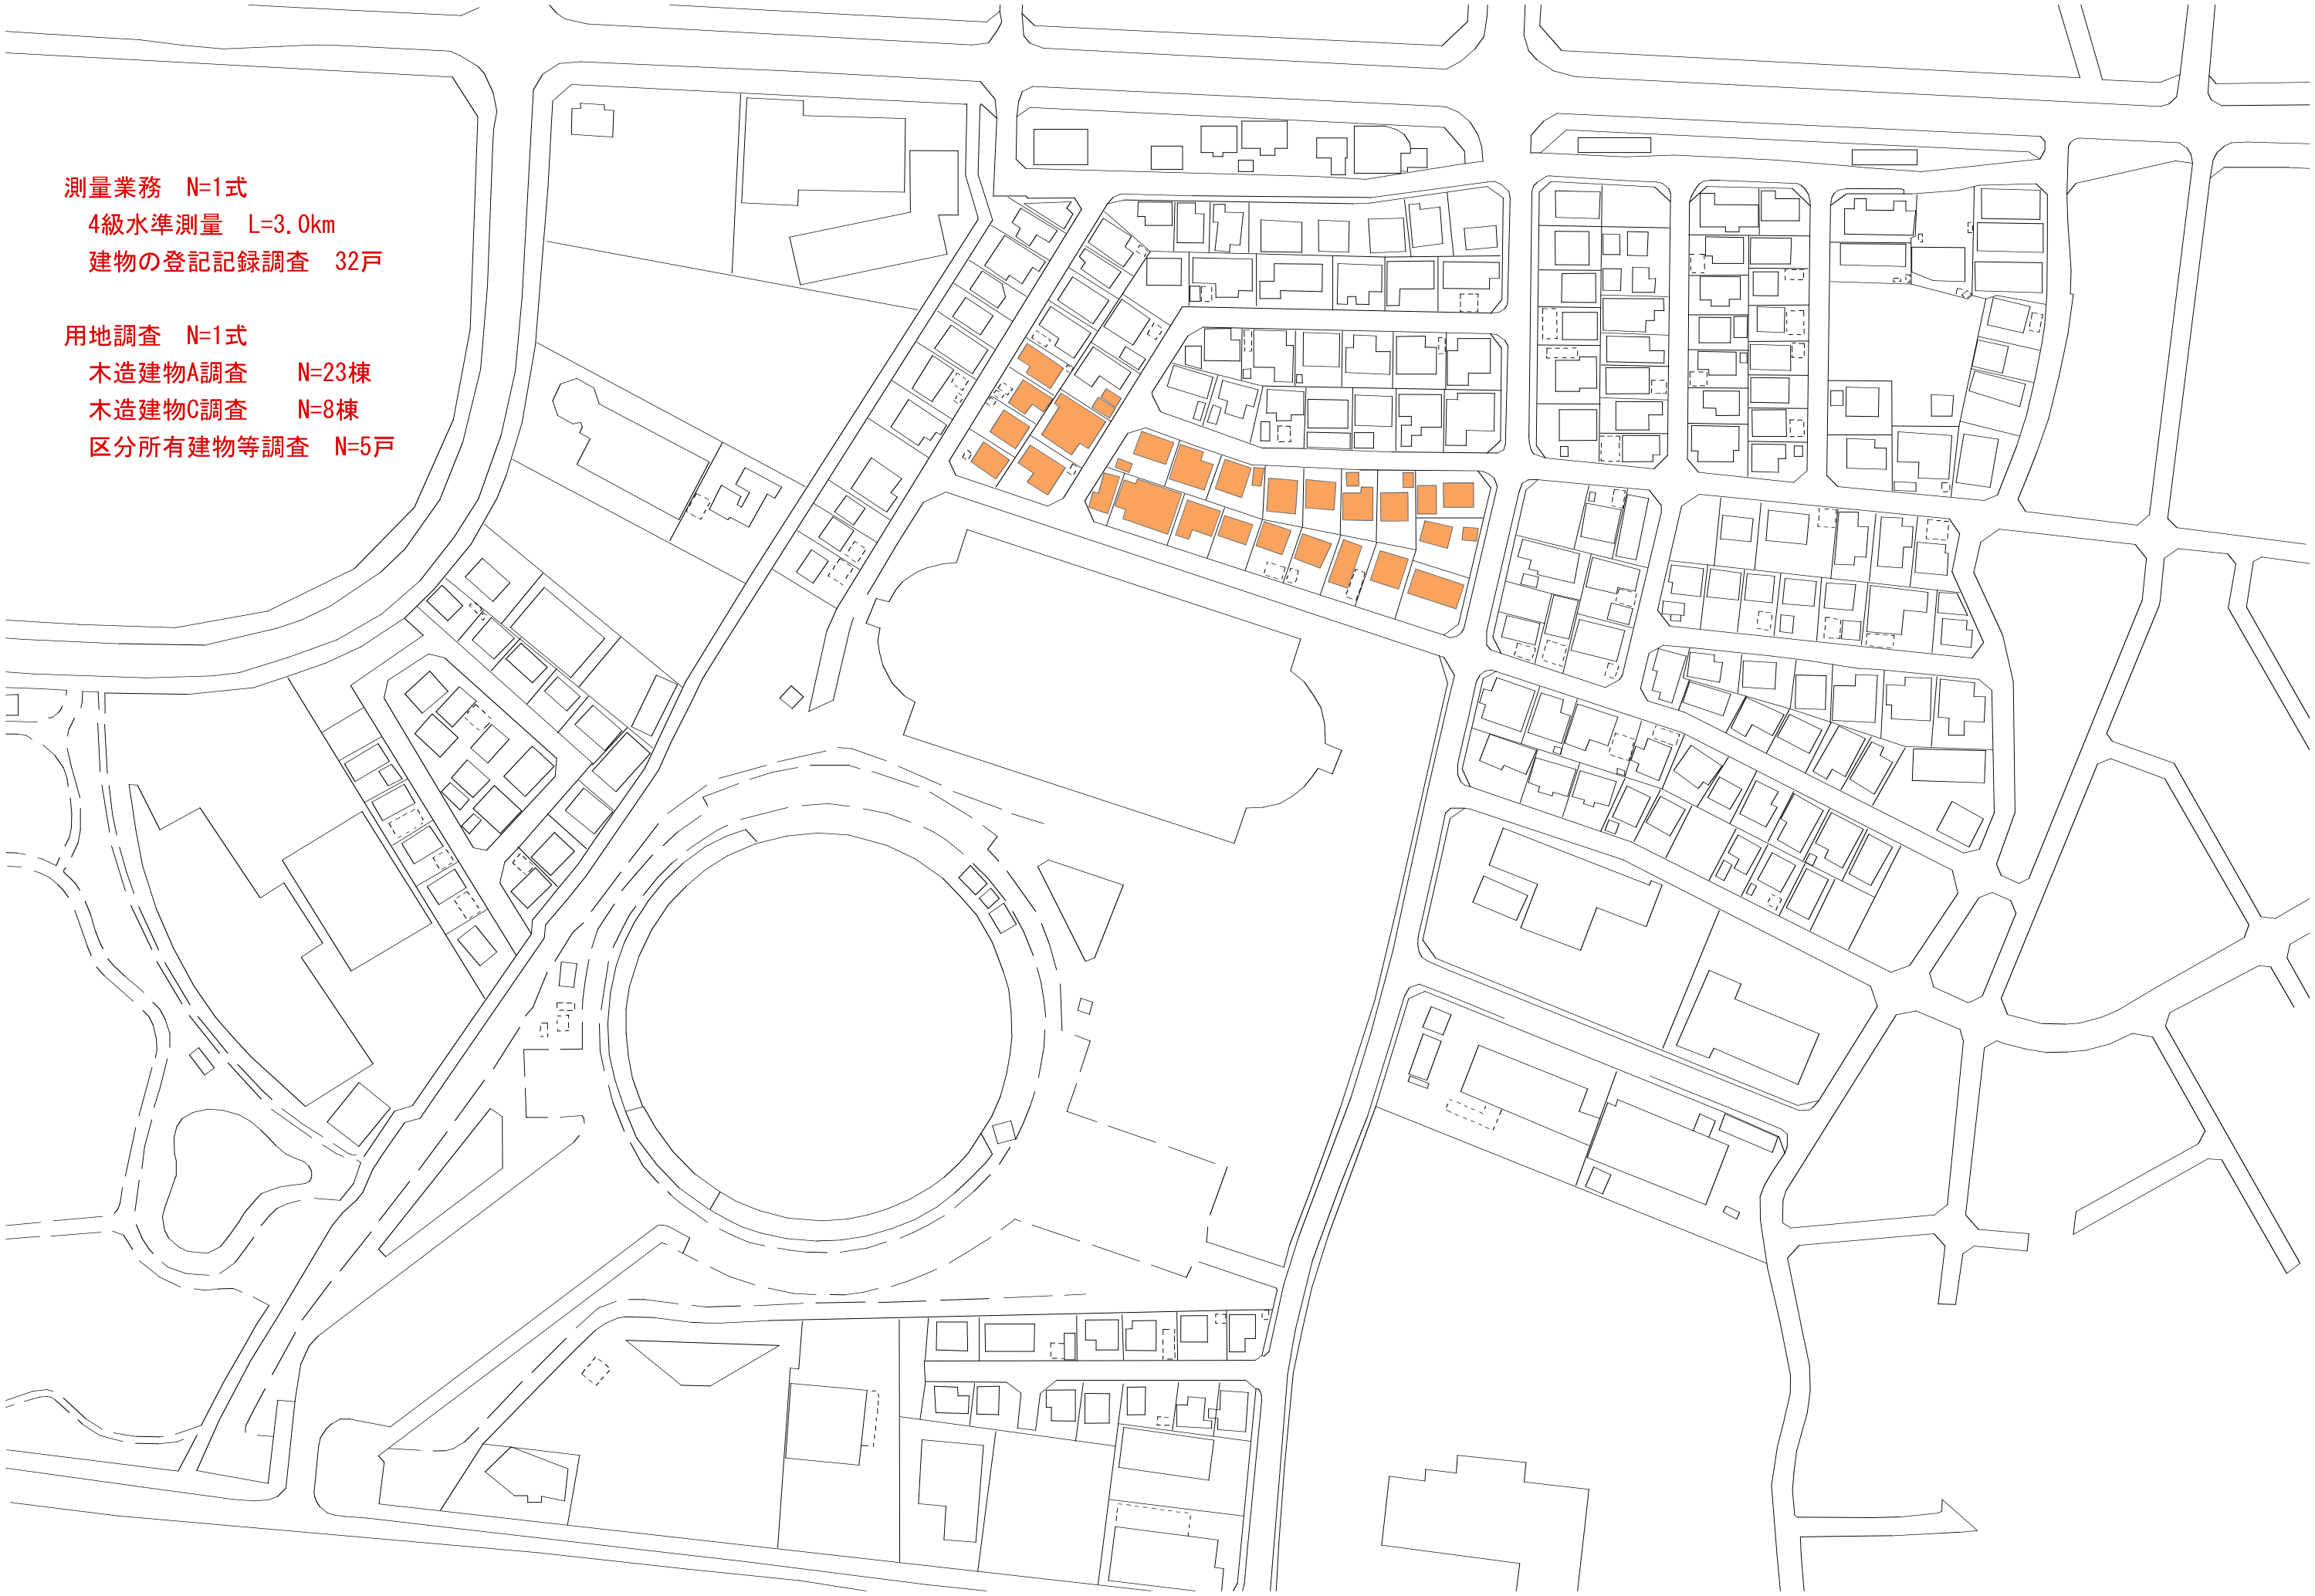 測量業務　N=1式
4級水準測量　L=3.0km
建物の登記記録調査　32戸
用地調査　N=1式
木造建物A調査　　N=23棟
木造建物C調査　　N=8棟
区分所有建物等調査　N=5戸